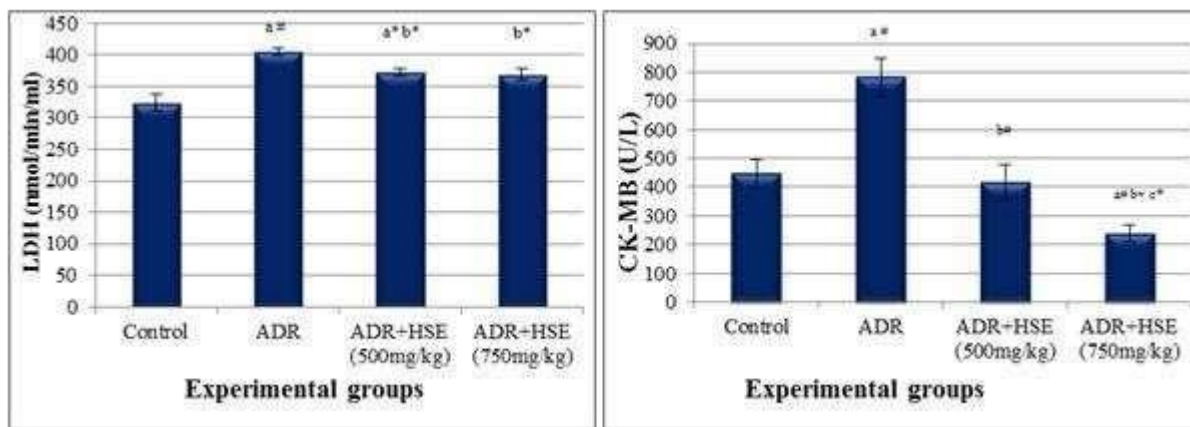 450
400
350
300
250
200
150
100
50
0
LDH (nmol/min/ml)
a #
a* b*
b*
Control
ADR
ADR+HSE
(500mg/kg)
ADR+HSE
(750mg/kg)
Experimental groups
900
800
700
600
500
400
300
200
100
0
CK-MB (U/L)
a #
b#
Control
ADR
ADR+HSE
(500mg/kg)
ADR+HSE
(750mg/kg)
Experimental groups